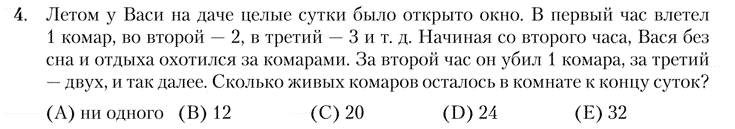 4. Летом у Васи на даче целые сутки было открыто окно. В первый час влетел
1 комар, во второй — 2, в третий — 3 и т. д. Начиная со второго часа, Вася без
сна и отдыха охотился за комарами. За второй час он убил 1 комара, за третий
— двух, и так далее. Сколько живых комаров осталось в комнате к концу суток?
(A) ни одного (B) 12 (C) 20 (D) 24 (E) 32